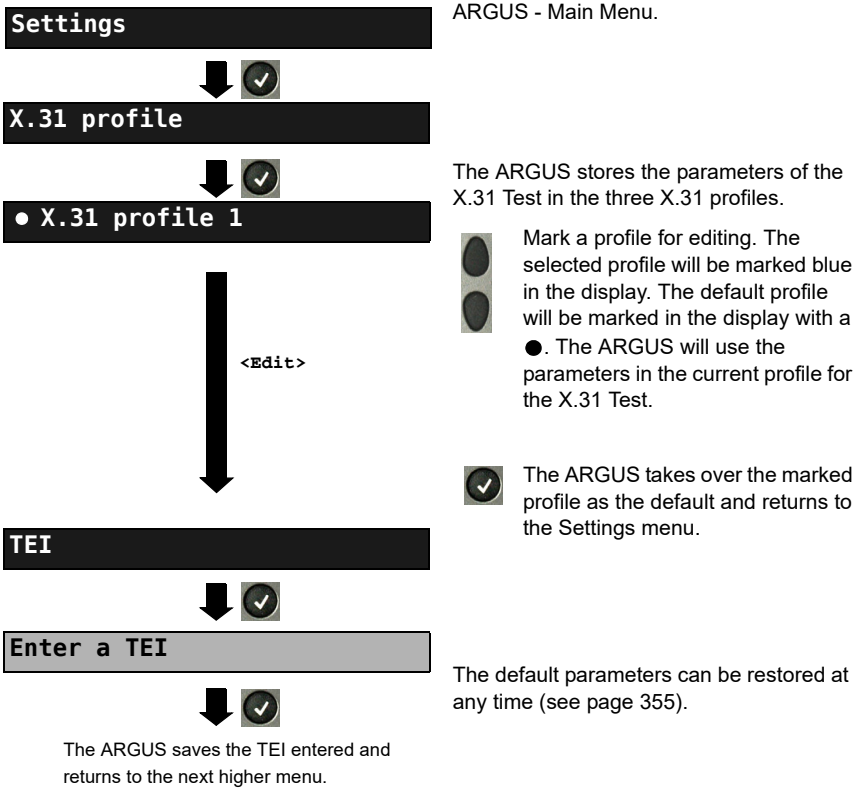 Settings
ARGUS - Main Menu.
X.31 profile
The ARGUS stores the parameters of the
X.31 Test in the three X.31 profiles.
● X.31 profile 1
Mark a profile for editing. The
selected profile will be marked blue
in the display. The default profile
will be marked in the display with a
●. The ARGUS will use the
parameters in the current profile for
the X.31 Test.
<Edit>
The ARGUS takes over the marked
profile as the default and returns to
the Settings menu.
TEI
Enter a TEI
The default parameters can be restored at
any time (see page 355).
The ARGUS saves the TEI entered and
returns to the next higher menu.